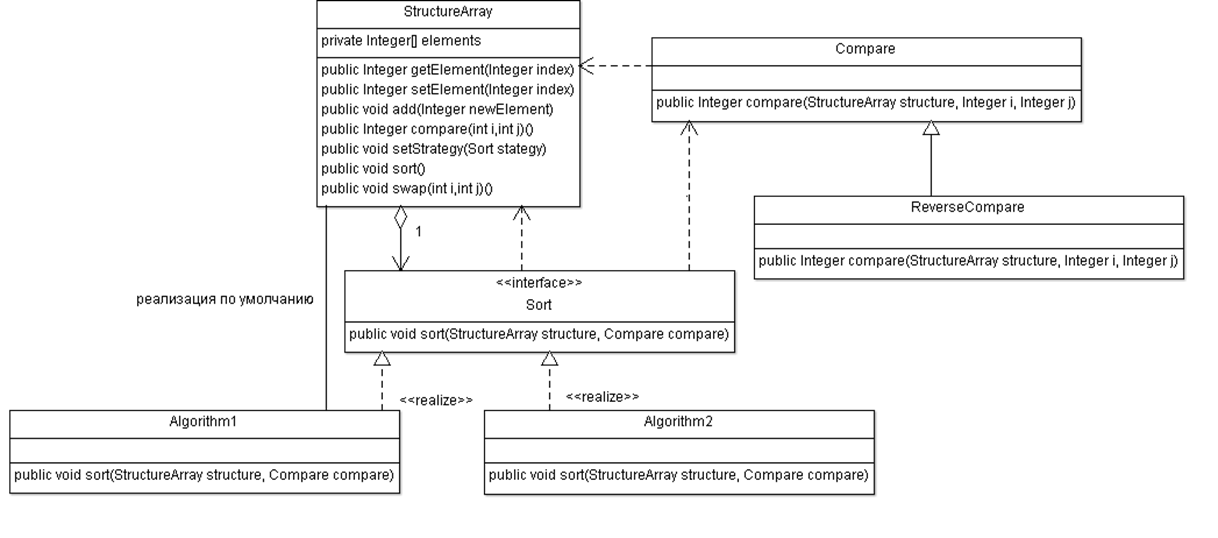 StructureArray
private Integer[] elements
public Integer getElement(Integer index)
public Integer setElement(Integer index)
public void add(Integer newElement)
public Integer compare(int i,int j)()
public void setStrategy(Sort stategy)
public void sort()
public void swap(int i,int j)()
Compare
public Integer compare(StructureArray structure, Integer i, Integer j)
ReverseCompare
public Integer compare(StructureArray structure, Integer i, Integer j)
1
<<interface>>
Sort
public void sort(StructureArray structure, Compare compare)
реализация по умолчанию
<<realize>>
<<realize>>
Algorithm1
public void sort(StructureArray structure, Compare compare)
Algorithm2
public void sort(StructureArray structure, Compare compare)